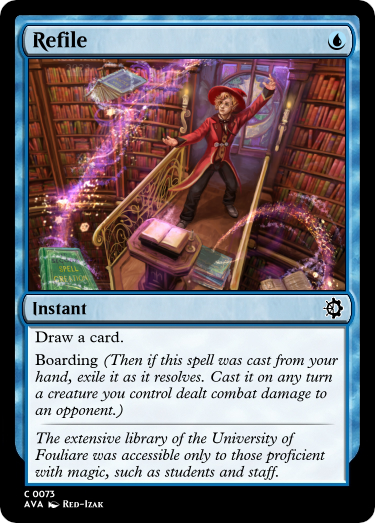 Refile
SPELL
CREATION
Instant
Draw a card.
Boarding (Then if this spell was cast from your
hand, exile it as it resolves. Cast it on any turn
a creature you control dealt combat damage to
an opponent.)
The extensive library of the University of
Fouliare was accessible only to those proficient
with magic, such as students and staff.
C 0073
AVA Red-Izak